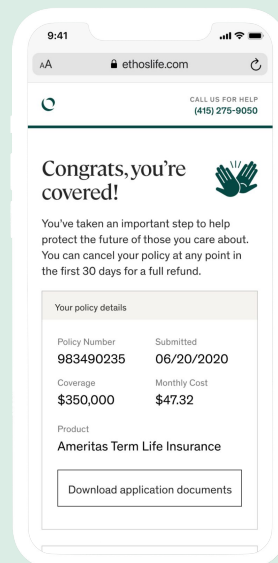 9:41
AA ethoslife.com
CALL US FOR HELP
(415) 275-9050
Congrats, you're
covered!
You've taken an important step to help
protect the future of those you care about.
You can cancel your policy at any point in
the first 30 days for a full refund.
Your policy details
Policy Number Submitted
983490235 06/20/2020
Coverage Monthly Cost
$350,000 $47.32
Product
Ameritas Term Life Insurance
Download application documents